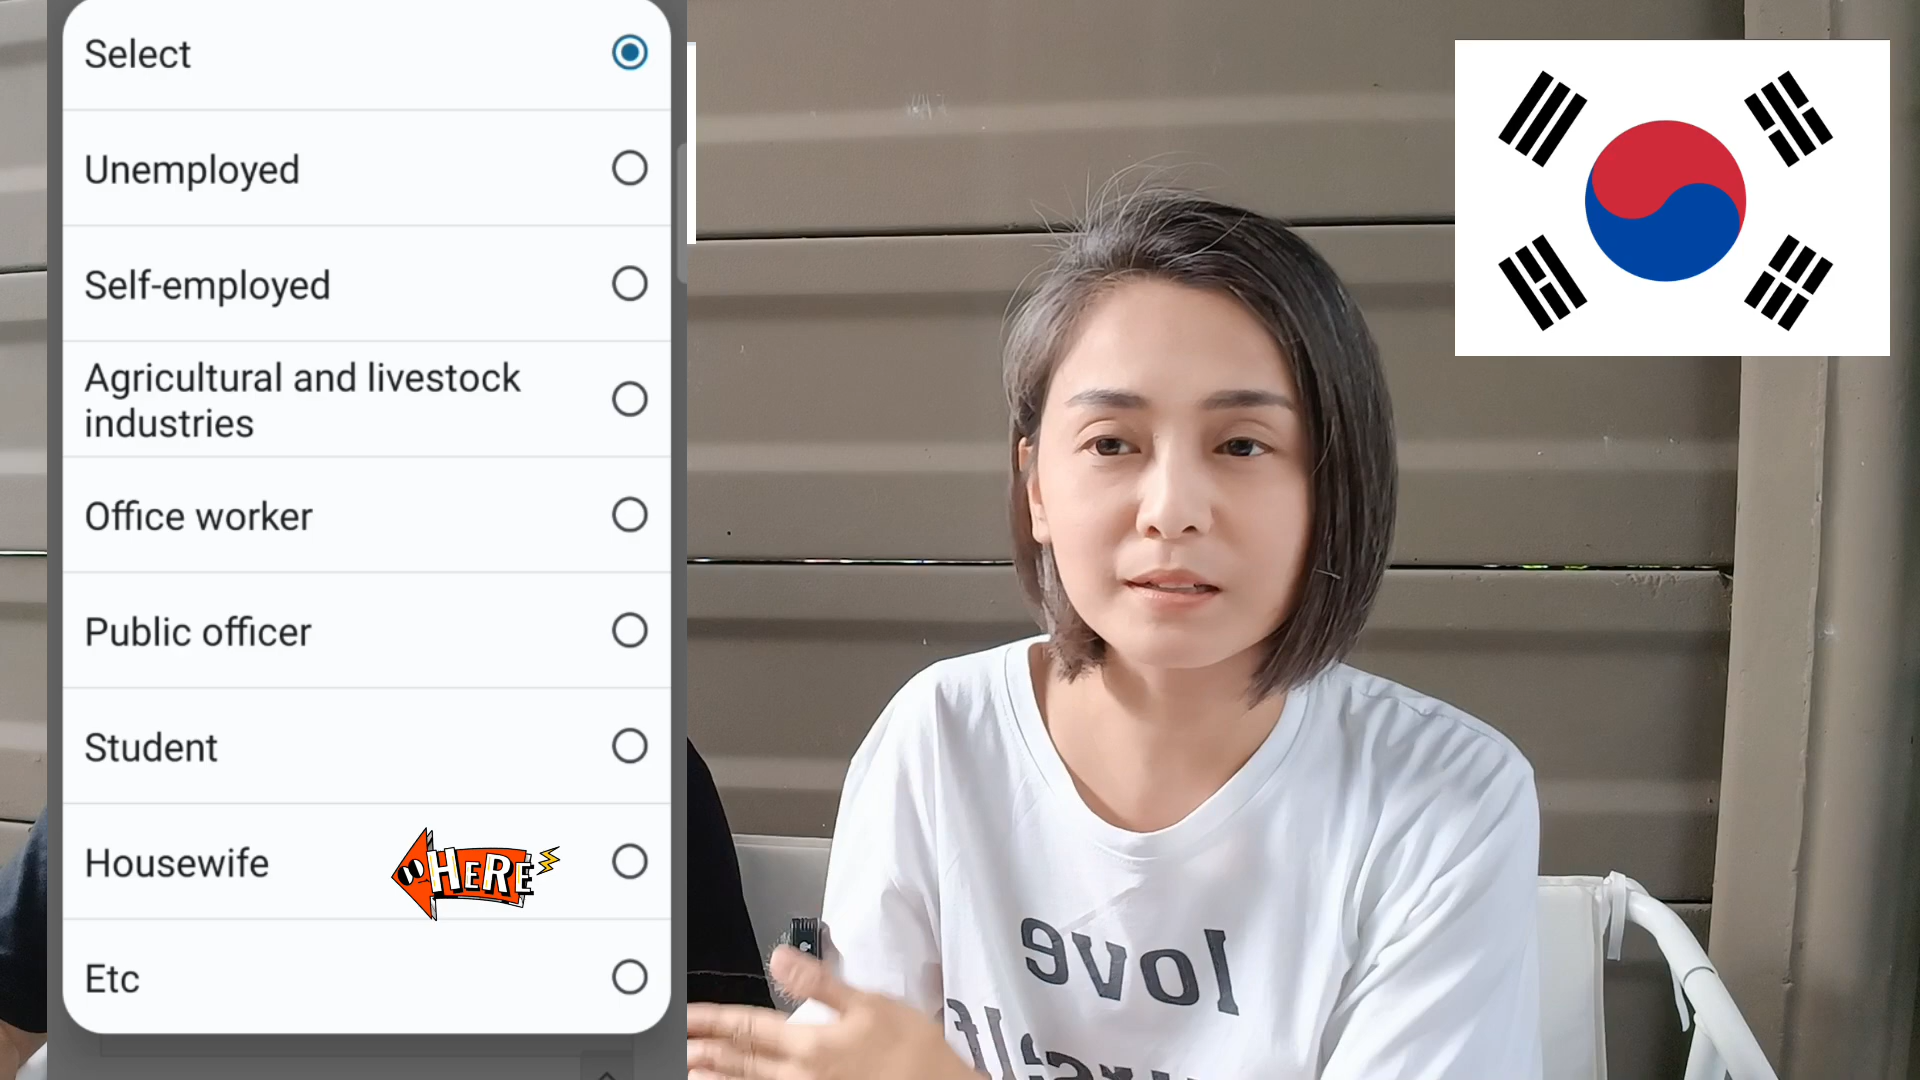 Select
Unemployed
Self-employed
Agricultural and livestock
industries
Office worker
Public officer
Student
Housewife
HERE
Etc
love